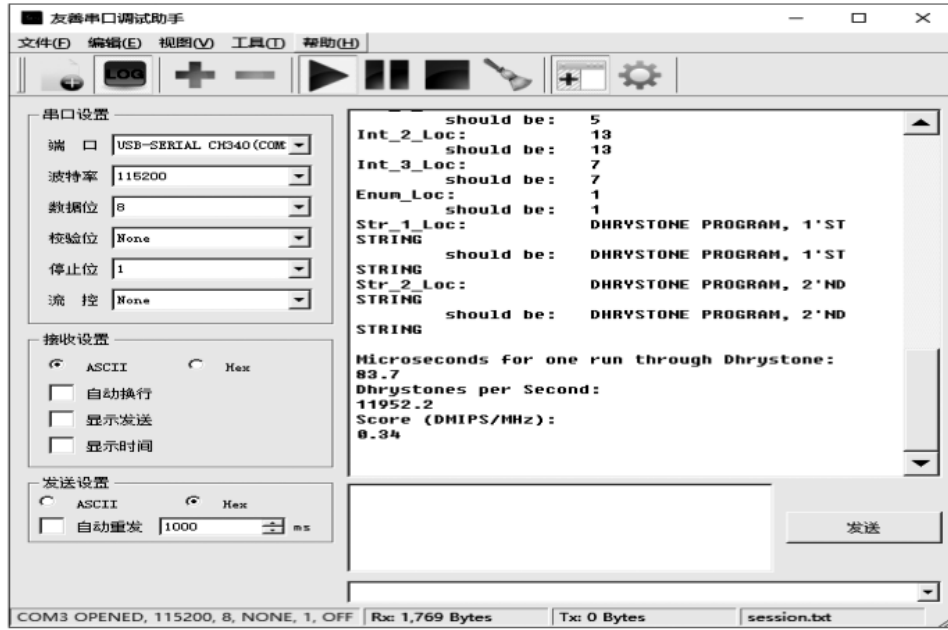 友善串口调试助手
文件(F) 编辑(E) 视图(V) 工具(T) 帮助(H)
LOG
串口设置
端 口 USB-SERIAL CH340(COM
波特率 115200
数据位 8
校验位 None
停止位 1
流 控 None
接收设置
ASCII Hex
自动换行
显示发送
显示时间
发送设置
ASCII Hex
自动重发 1000 ms
should be: 5
Int_2_Loc: 13
should be: 13
Int_3_Loc: 7
should be: 7
Enum_Loc: 1
should be: 1
Str_1_Loc: DHRYSTONE PROGRAM, 1'ST
STRING
should be: DHRYSTONE PROGRAM, 1'ST
STRING
Str_2_Loc: DHRYSTONE PROGRAM, 2'ND
STRING
should be: DHRYSTONE PROGRAM, 2'ND
STRING
Microseconds for one run through Dhrystone:
83.7
Dhrystones per Second:
11952.2
Score (DMIPS/MHz):
0.34
发送
COM3 OPENED, 115200, 8, NONE, 1, OFF Rx: 1,769 Bytes Tx: 0 Bytes session.txt